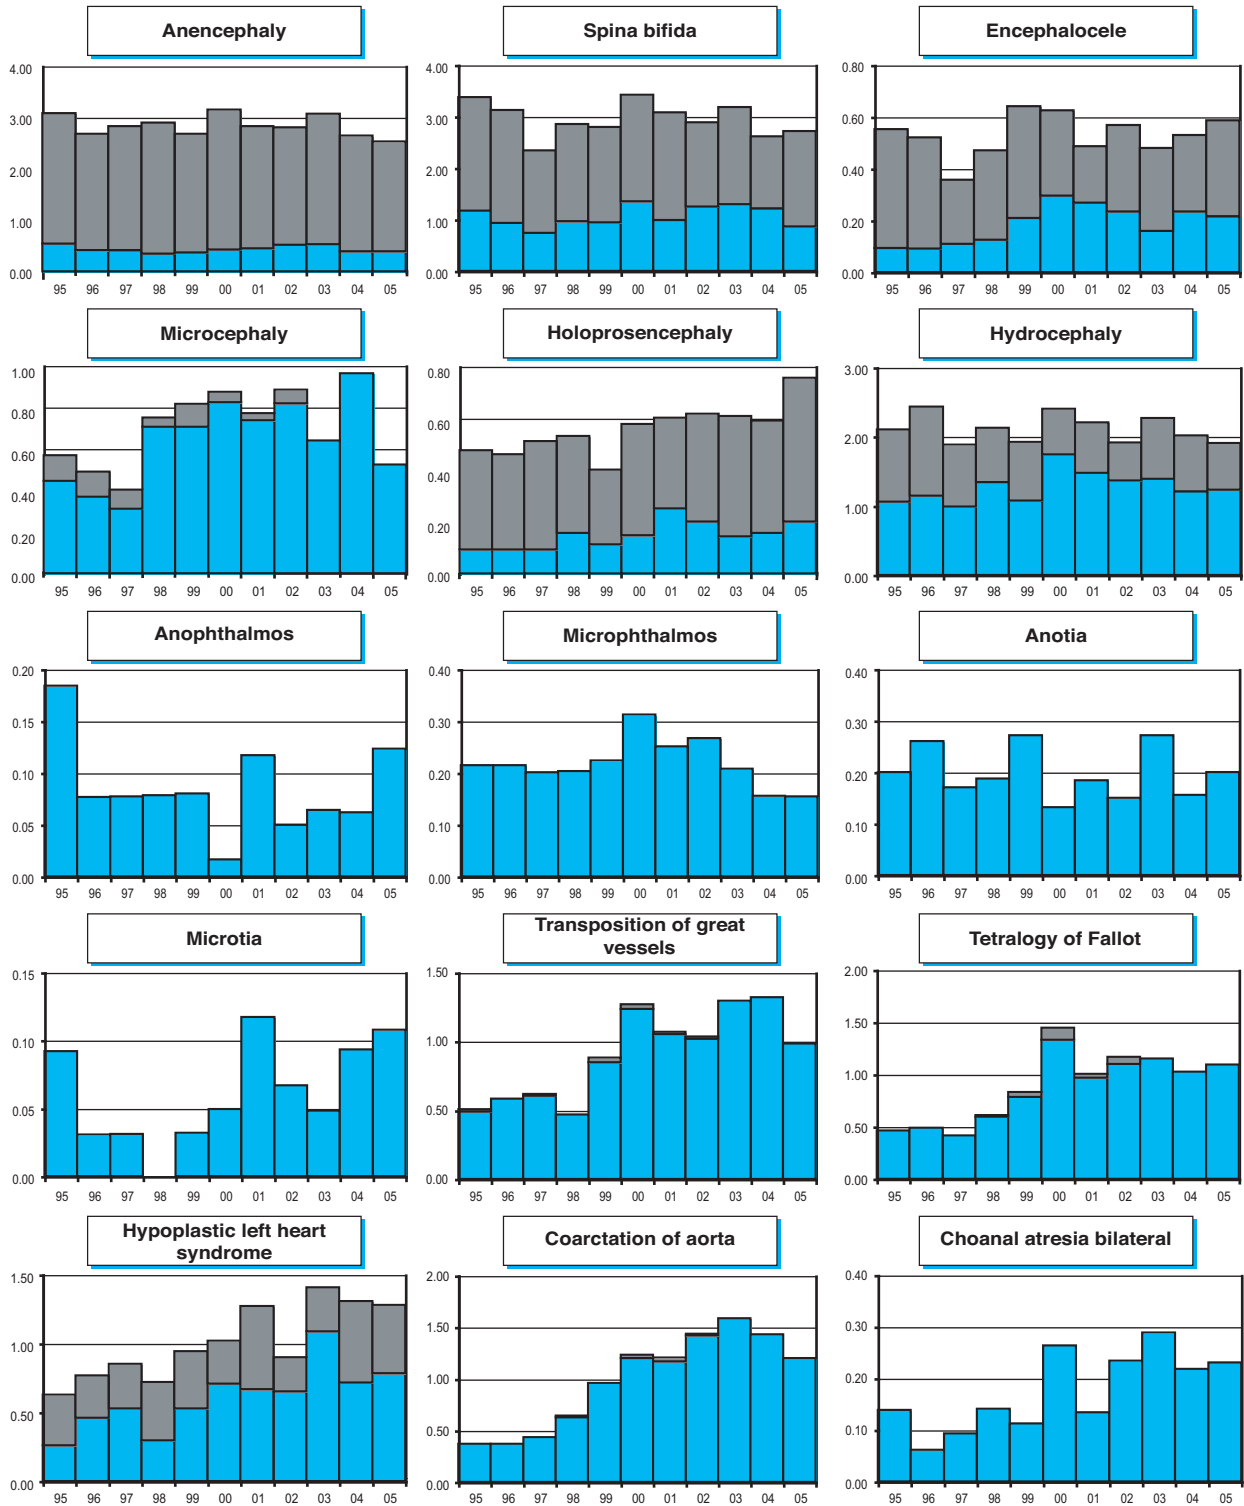 Anencephaly
4.00
3.00
2.00
1.00
0.00
95 96 97 98 99 00 01 02 03 04 05
Spina bifida
4.00
3.00
2.00
1.00
0.00
95 96 97 98 99 00 01 02 03 04 05
Encephalocele
0.80
0.60
0.40
0.20
0.00
95 96 97 98 99 00 01 02 03 04 05
Microcephaly
1.00
0.80
0.60
0.40
0.20
0.00
95 96 97 98 99 00 01 02 03 04 05
Holoprosencephaly
0.80
0.60
0.40
0.20
0.00
95 96 97 98 99 00 01 02 03 04 05
Hydrocephaly
3.00
2.00
1.00
0.00
95 96 97 98 99 00 01 02 03 04 05
Anophthalmos
0.20
0.15
0.10
0.05
0.00
95 96 97 98 99 00 01 02 03 04 05
Microphthalmos
0.40
0.30
0.20
0.10
0.00
95 96 97 98 99 00 01 02 03 04 05
Anotia
0.40
0.30
0.20
0.10
0.00
95 96 97 98 99 00 01 02 03 04 05
Microtia
0.15
0.10
0.05
0.00
95 96 97 98 99 00 01 02 03 04 05
Transposition of great
vessels
1.50
1.00
0.50
0.00
95 96 97 98 99 00 01 02 03 04 05
Tetralogy of Fallot
2.00
1.50
1.00
0.50
0.00
95 96 97 98 99 00 01 02 03 04 05
Hypoplastic left heart
syndrome
1.50
1.00
0.50
0.00
95 96 97 98 99 00 01 02 03 04 05
Coarctation of aorta
2.00
1.50
1.00
0.50
0.00
95 96 97 98 99 00 01 02 03 04 05
Choanal atresia bilateral
0.40
0.30
0.20
0.10
0.00
95 96 97 98 99 00 01 02 03 04 05